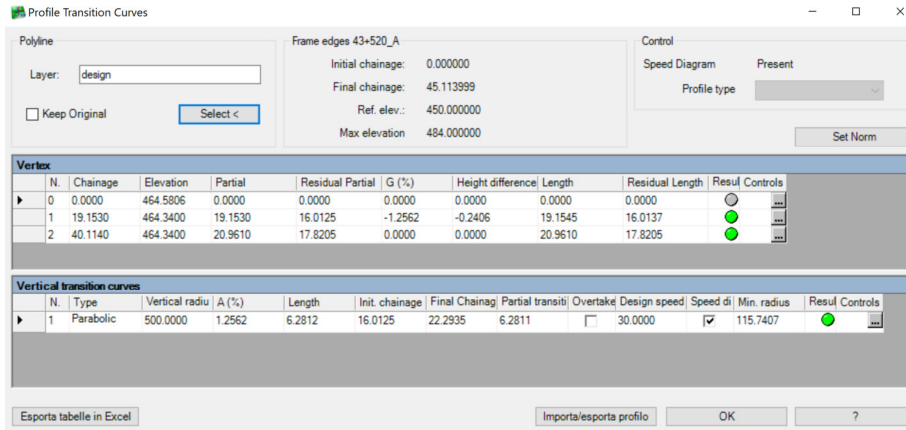 Profile Transition Curves
Polyline
Layer: design
Keep Original Select <
Frame edges 43+520_A
Initial chainage: 0.000000
Final chainage: 45.113999
Ref. elev.: 450.000000
Max elevation 484.000000
Control
Speed Diagram Present
Profile type
Set Norm
Vertex
N. Chainage Elevation Partial Residual Partial G (%) Height difference Length Residual Length Resul Controls
0 0.0000 464.5806 0.0000 0.0000 0.0000 0.0000 0.0000 0.0000 ...
1 19.1530 464.3400 19.1530 16.0125 -1.2562 -0.2406 19.1545 16.0137 ...
2 40.1140 464.3400 20.9610 17.8205 0.0000 0.0000 20.9610 17.8205 ...
Vertical transition curves
N. Type Vertical radiu A (%) Length Init. chainage Final Chainag Partial transiti Overtake Design speed Speed di Min. radius Resul Controls
1 Parabolic 500.0000 1.2562 6.2812 16.0125 22.2935 6.2811 30.0000 115.7407 ...
Esporta tabelle in Excel Importa/esporta profilo OK ?